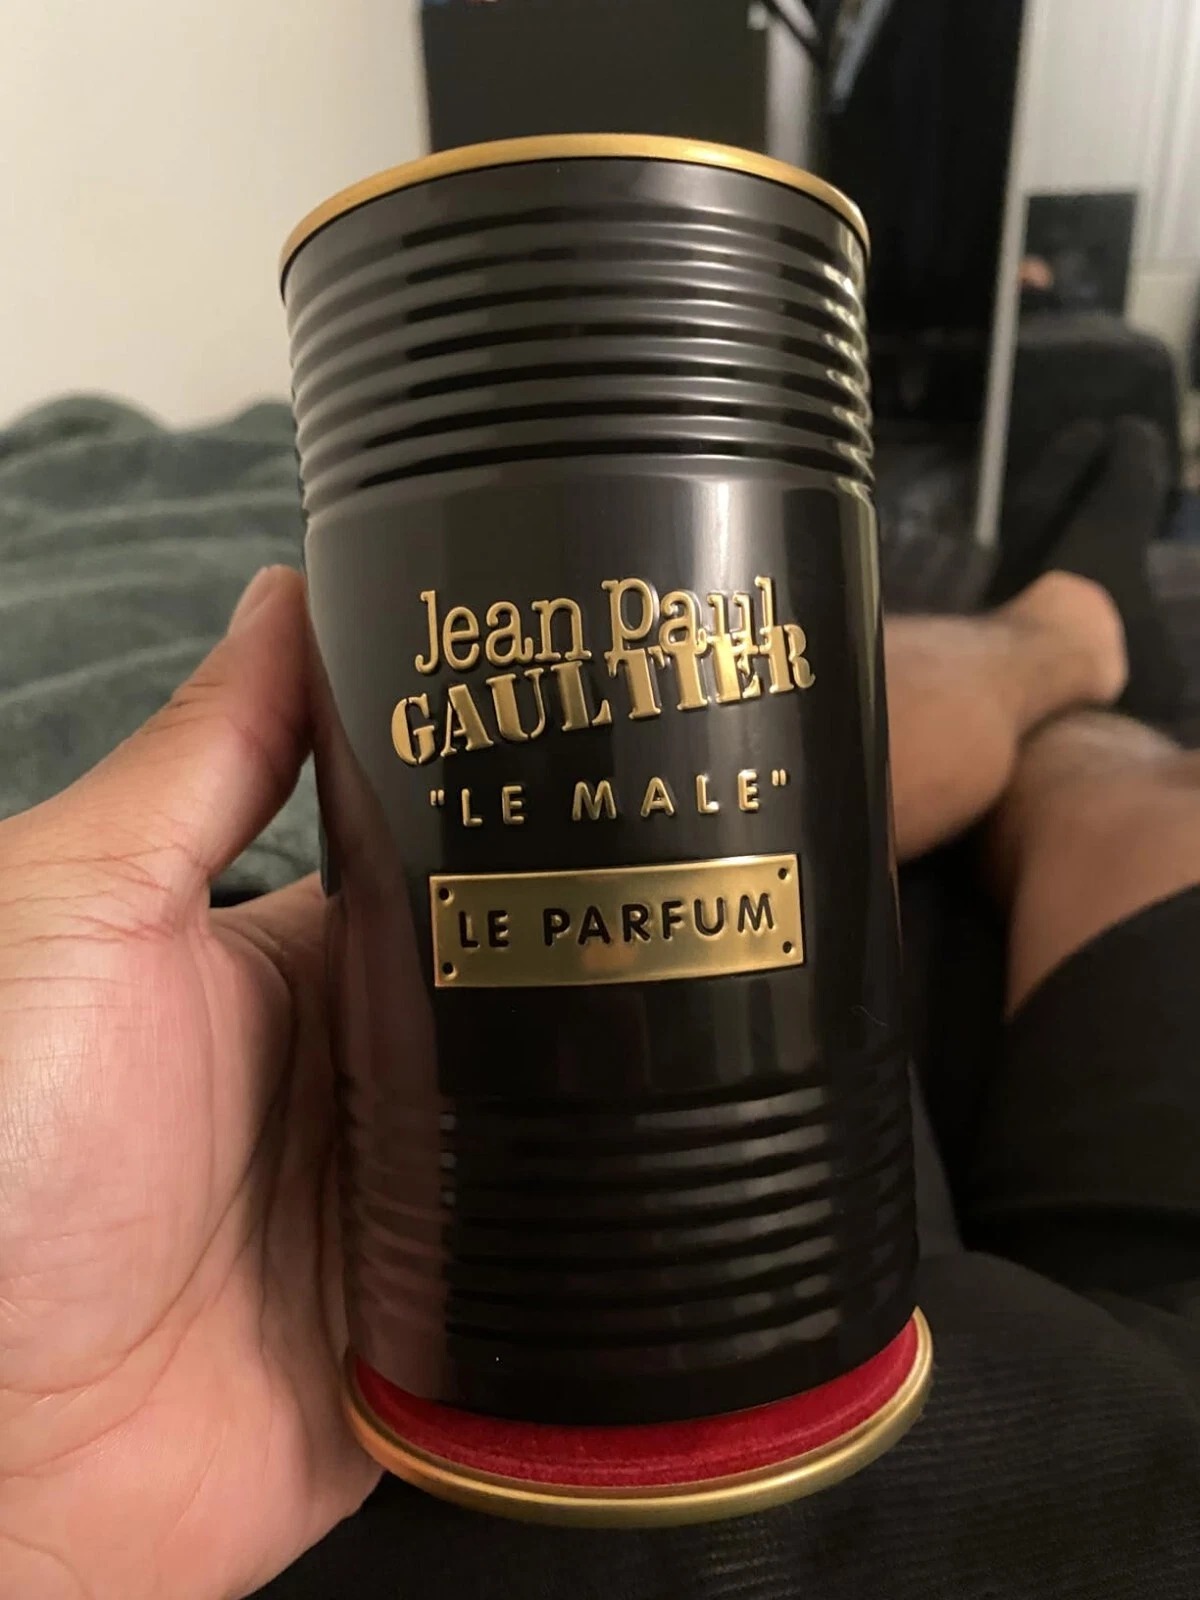 Jean Paul
GAULTIER
"LE MALE"
LE PARFUM